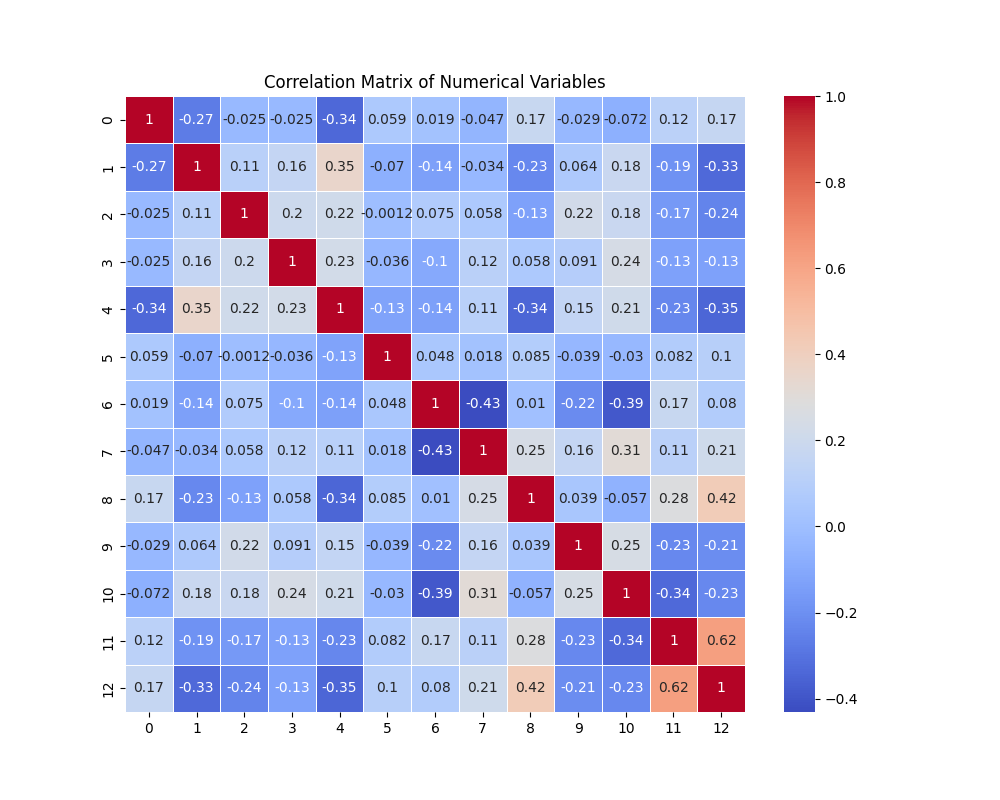 Correlation Matrix of Numerical Variables
0 1 -0.27 -0.025 -0.025 -0.34 0.059 0.019 -0.047 0.17 -0.029 -0.072 0.12 0.17
1 -0.27 1 0.11 0.16 0.35 -0.07 -0.14 -0.034 -0.23 0.064 0.18 -0.19 -0.33
2 -0.025 0.11 1 0.2 0.22 -0.0012 0.075 0.058 -0.13 0.22 0.18 -0.17 -0.24
3 -0.025 0.16 0.2 1 0.23 -0.036 -0.1 0.12 0.058 0.091 0.24 -0.13 -0.13
4 -0.34 0.35 0.22 0.23 1 -0.13 -0.14 0.11 -0.34 0.15 0.21 -0.23 -0.35
5 0.059 -0.07 -0.0012 -0.036 -0.13 1 0.048 0.018 0.085 -0.039 -0.03 0.082 0.1
6 0.019 -0.14 0.075 -0.1 -0.14 0.048 1 -0.43 0.01 -0.22 -0.39 0.17 0.08
7 -0.047 -0.034 0.058 0.12 0.11 0.018 -0.43 1 0.25 0.16 0.31 0.11 0.21
8 0.17 -0.23 -0.13 0.058 -0.34 0.085 0.01 0.25 1 0.039 -0.057 0.28 0.42
9 -0.029 0.064 0.22 0.091 0.15 -0.039 -0.22 0.16 0.039 1 0.25 -0.23 -0.21
10 -0.072 0.18 0.18 0.24 0.21 -0.03 -0.39 0.31 -0.057 0.25 1 -0.34 -0.23
11 0.12 -0.19 -0.17 -0.13 -0.23 0.082 0.17 0.11 0.28 -0.23 -0.34 1 0.62
12 0.17 -0.33 -0.24 -0.13 -0.35 0.1 0.08 0.21 0.42 -0.21 -0.23 0.62 1
0 1 2 3 4 5 6 7 8 9 10 11 12
1.0
0.8
0.6
0.4
0.2
0.0
−0.2
−0.4